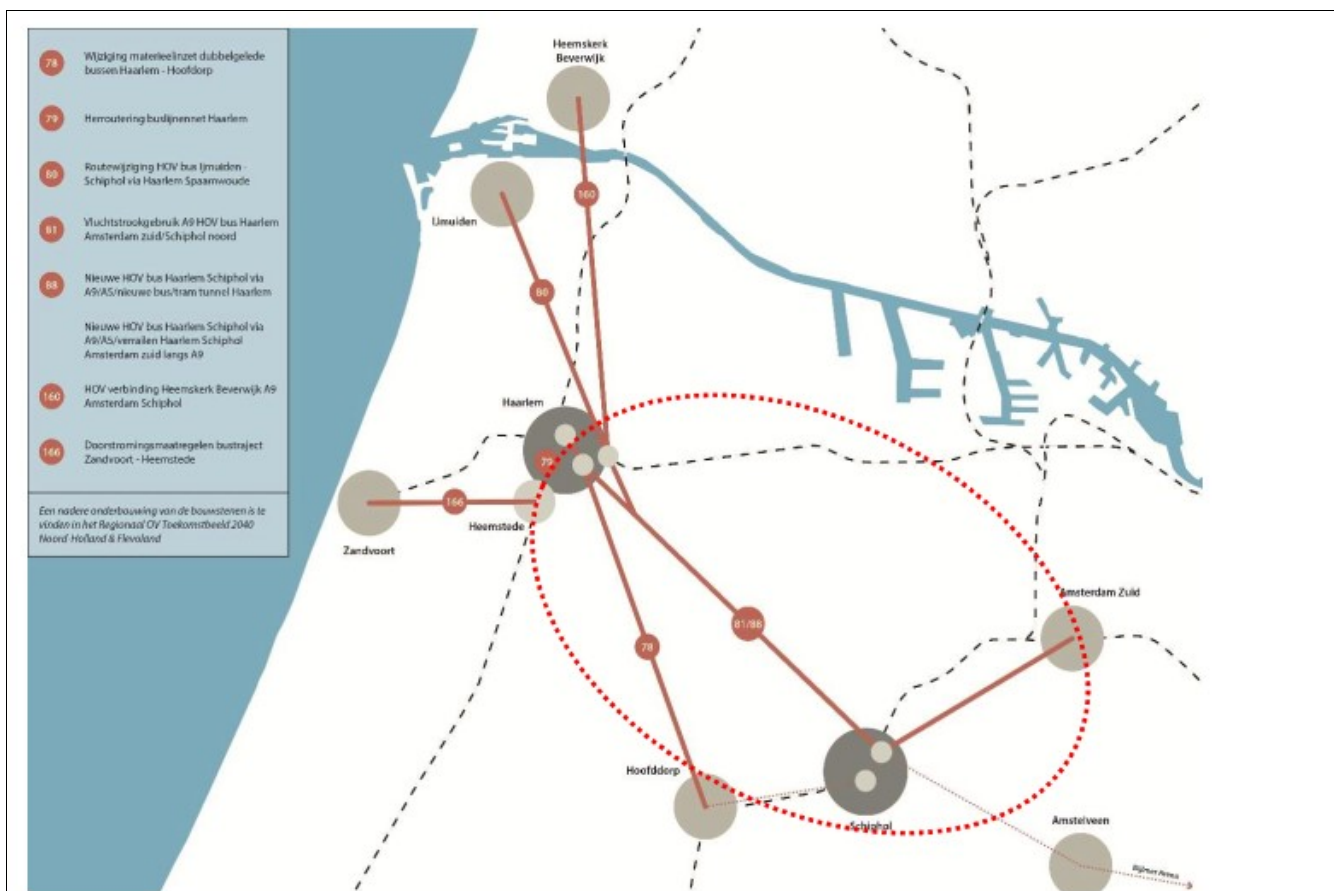 78 Wijziging materieelinzet dubbelgelede
bussen Haarlem - Hoofdorp
79 Herroutering buslijnennet Haarlem
80 Routewijziging HOV bus Ijmuiden -
Schiphol via Haarlem Spaarnwoude
81 Vluchtstrookgebruik A9 HOV bus Haarlem
Amsterdam zuid/Schiphol noord
88 Nieuwe HOV bus Haarlem Schiphol via
A9/A5/nieuwe bus/tram tunnel Haarlem
Nieuwe HOV bus Haarlem Schiphol via
A9/A5/verrailen Haarlem Schiphol
Amsterdam zuid langs A9
160 HOV verbinding Heemskerk Beverwijk A9
Amsterdam Schiphol
166 Doorstromingsmaatregelen bustraject
Zandvoort - Heemstede
Een nadere onderbouwing van de bouwstenen is te
vinden in het Regionaal OV Toekomstbeeld 2040
Noord-Holland & Flevoland
Heemskerk
Beverwijk
160
IJmuiden
80
Haarlem
79
166
Heemstede
Zandvoort
Amsterdam Zuid
81/88
78
Hoofddorp
Schiphol
Amstelveen
Bijlmer Arena